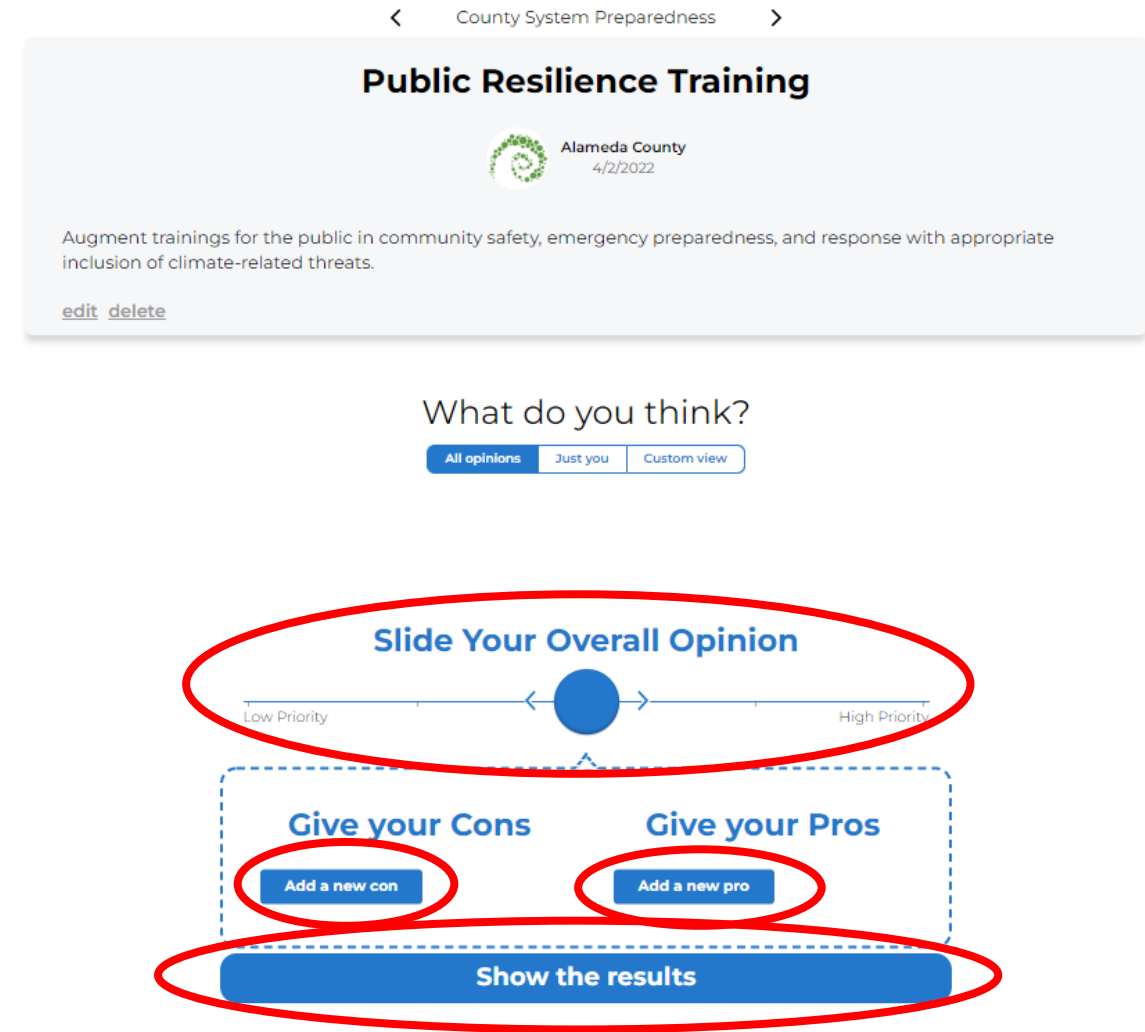 County System Preparedness
Public Resilience Training
Alameda County
4/2/2022
Augment trainings for the public in community safety, emergency preparedness, and response with appropriate
inclusion of climate-related threats.
edit delete
What do you think?
All opinions Just you Custom view
Slide Your Overall Opinion
Low Priority High Priority
Give your Cons Give your Pros
Add a new con Add a new pro
Show the results